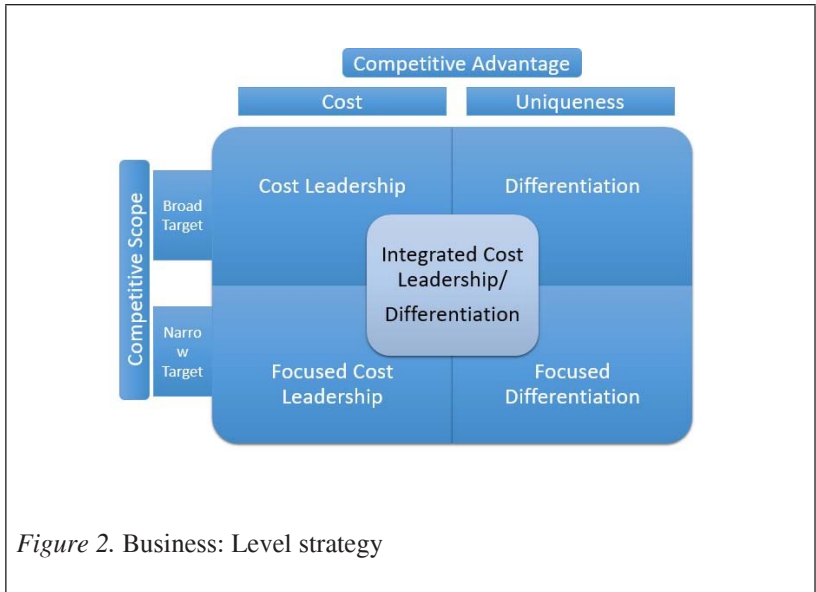 Competitive Advantage
Cost
Uniqueness
Competitive Scope
Broad
Target
Narro
w
Target
Cost Leadership
Differentiation
Integrated Cost
Leadership/
Differentiation
Focused Cost
Leadership
Focused
Differentiation
Figure 2. Business: Level strategy